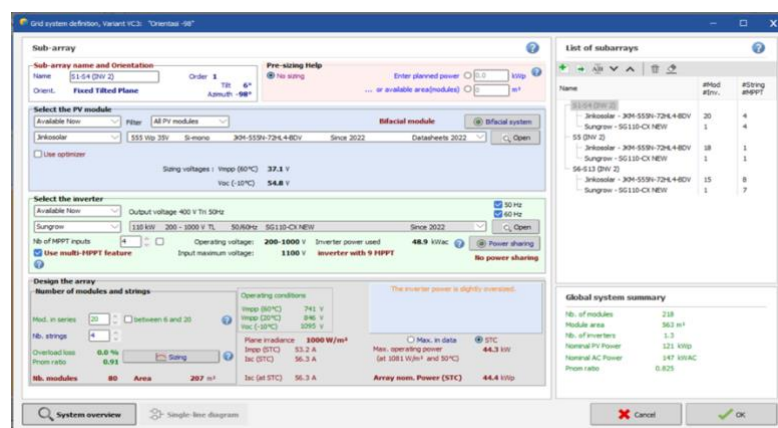 Grid system definition, Variant VC3: "Orientasi -98"
Sub-array
Sub-array name and Orientation
Name S1-S4 (INV 2) Order 1
Tilt 6°
Orient. Fixed Tilted Plane Azimuth -98°
Pre-sizing Help
No sizing Enter planned power 0.0 kWp
... or available area(modules) 0 m²
Select the PV module
Available Now Filter All PV modules Bifacial module Bifacial system
Jinkosolar 555 Wp 35V Si-mono JKM-555N-72HL4-BDV Since 2022 Datasheets 2022 Open
Use optimizer
Sizing voltages : Vmpp (60°C) 37.1 V
Voc (-10°C) 54.8 V
Select the inverter
Available Now Output voltage 400 V Tri 50Hz
50 Hz
60 Hz
Sungrow 110 kW 200 - 1000 V TL 50/60Hz SG110-CX NEW Since 2022 Open
Nb of MPPT inputs 4 Operating voltage: 200-1000 V Inverter power used 48.9 kWac Power sharing
Use multi-MPPT feature Input maximum voltage: 1100 V inverter with 9 MPPT No power sharing
Design the array
Number of modules and strings
Mod. in series 20 between 6 and 20
Nb. strings 4
Overload loss 0.0 %
Pnom ratio 0.91
Sizing
Nb. modules 80 Area 207 m²
Operating conditions
Vmpp (60°C) 741 V
Vmpp (20°C) 846 V
Voc (-10°C) 1095 V
Plane irradiance 1000 W/m²
Impp (STC) 53.2 A
Isc (STC) 56.3 A
Isc (at STC) 56.3 A
The inverter power is slightly oversized.
Max. in data STC
Max. operating power 44.3 kW
(at 1081 W/m² and 50°C)
Array nom. Power (STC) 44.4 kWp
System overview
Single-line diagram
List of subarrays
Name #Mod #String
#Inv. #MPPT
S1-S4 (INV 2)
Jinkosolar - JKM-555N-72HL4-BDV 20 4
Sungrow - SG110-CX NEW 1 4
S5 (INV 2)
Jinkosolar - JKM-555N-72HL4-BDV 18 1
Sungrow - SG110-CX NEW 1 1
S6-S13 (INV 2)
Jinkosolar - JKM-555N-72HL4-BDV 15 8
Sungrow - SG110-CX NEW 1 7
Global system summary
Nb. of modules 218
Module area 563 m²
Nb. of inverters 1.3
Nominal PV Power 121 kWp
Nominal AC Power 147 kWAC
Pnom ratio 0.825
Cancel
OK